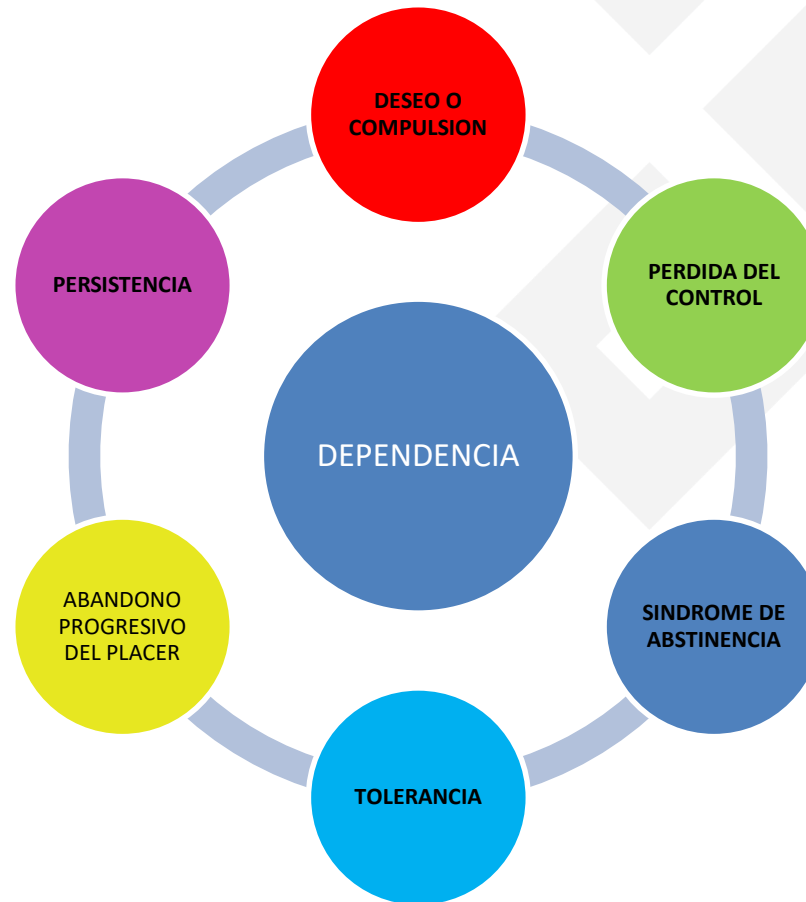 DESEO O
COMPULSION
PERDIDA DEL
CONTROL
SINDROME DE
ABSTINENCIA
TOLERANCIA
ABANDONO
PROGRESIVO
DEL PLACER
PERSISTENCIA
DEPENDENCIA